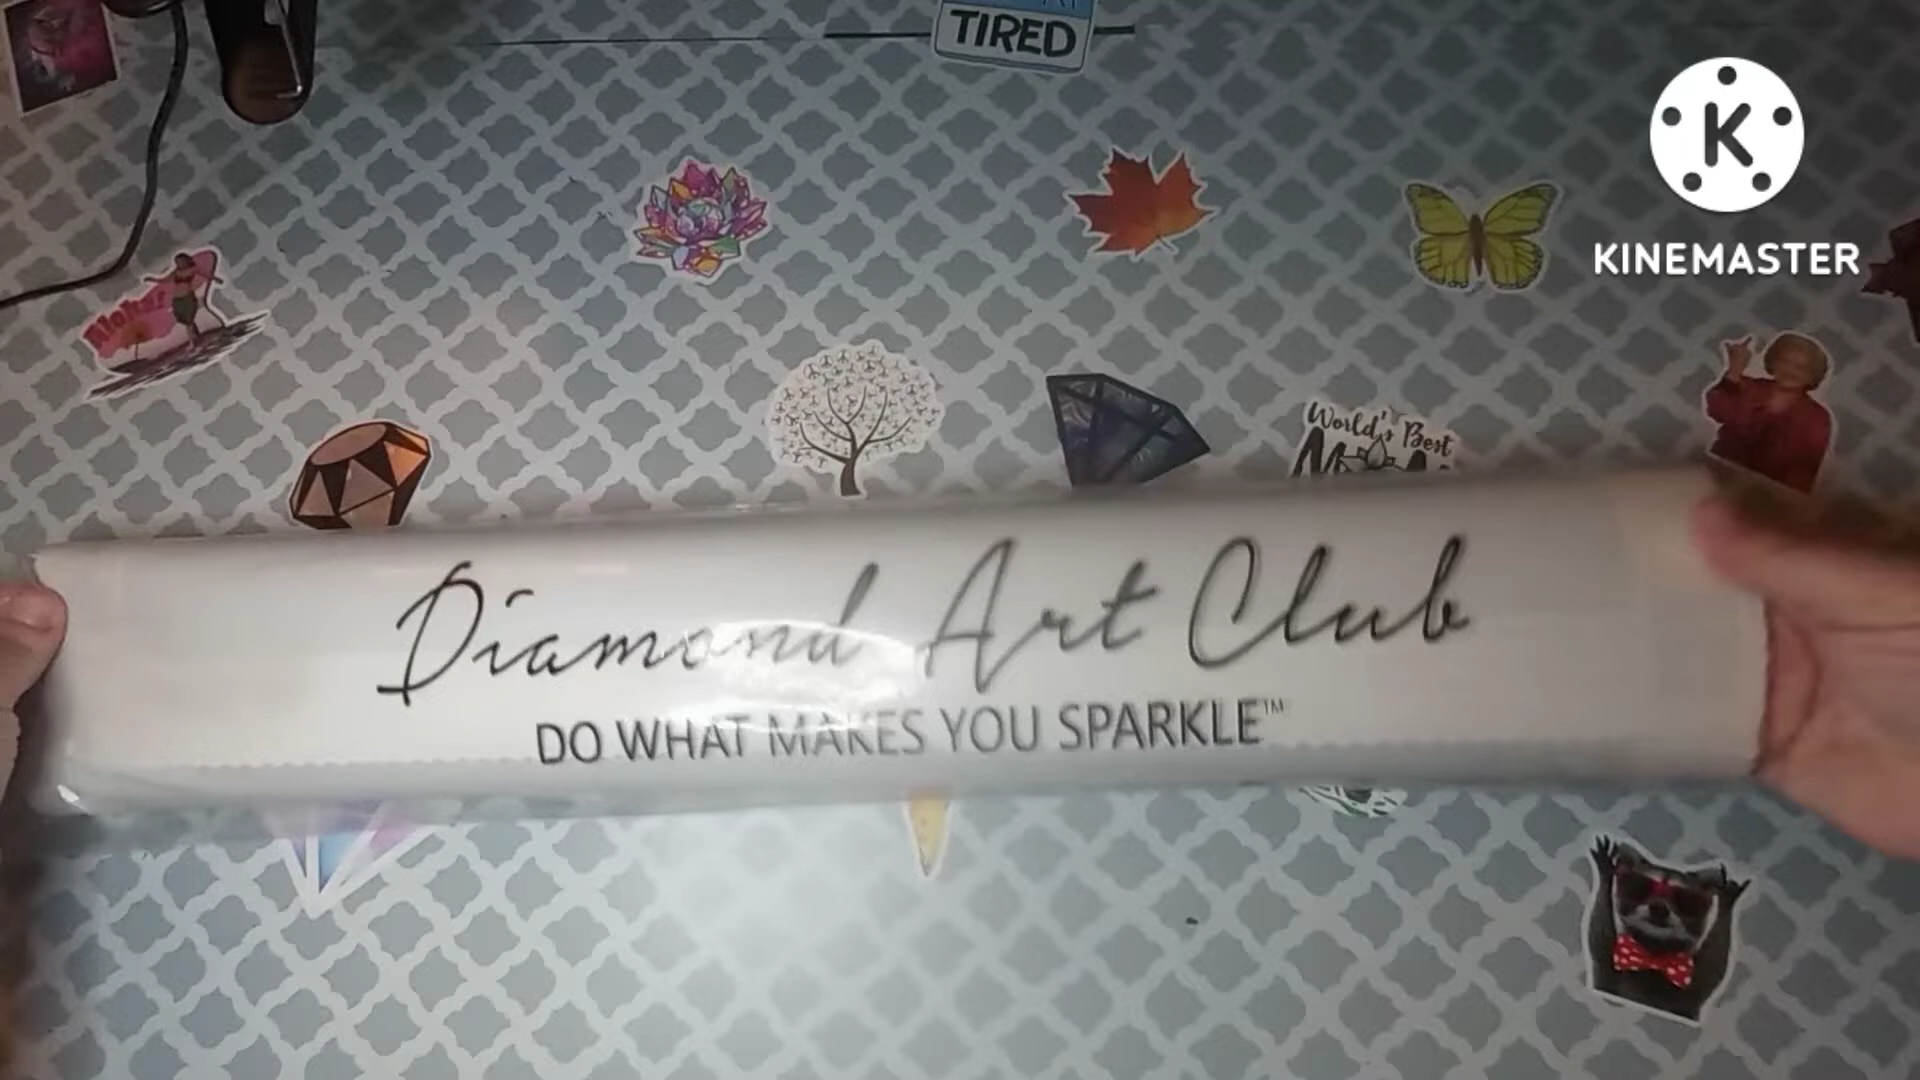 TIRED
K
KINEMASTER
Aloha!
World's Best
Diamond Art Club
DO WHAT MAKES YOU SPARKLE™